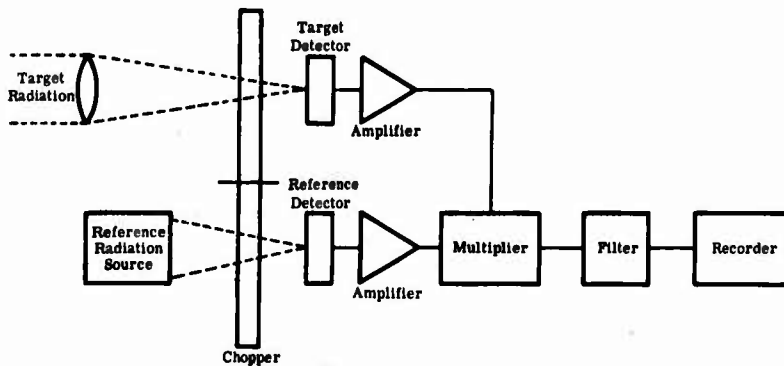 Target
Detector
Target
Radiation
Amplifier
Reference
Detector
Reference
Radiation
Source
Multiplier
Filter
Recorder
Amplifier
Chopper